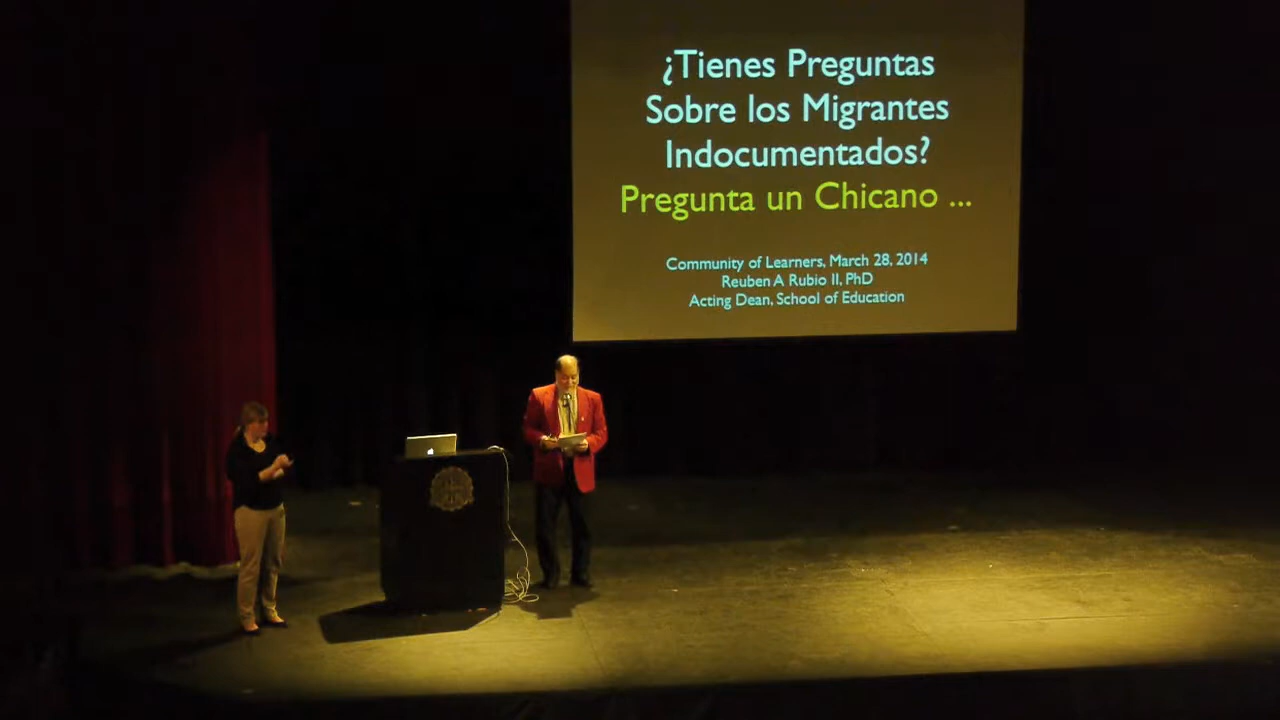 ¿Tienes Preguntas
Sobre los Migrantes
Indocumentados?
Pregunta un Chicano ...
Community of Learners, March 28, 2014
Reuben A Rubio II, PhD
Acting Dean, School of Education